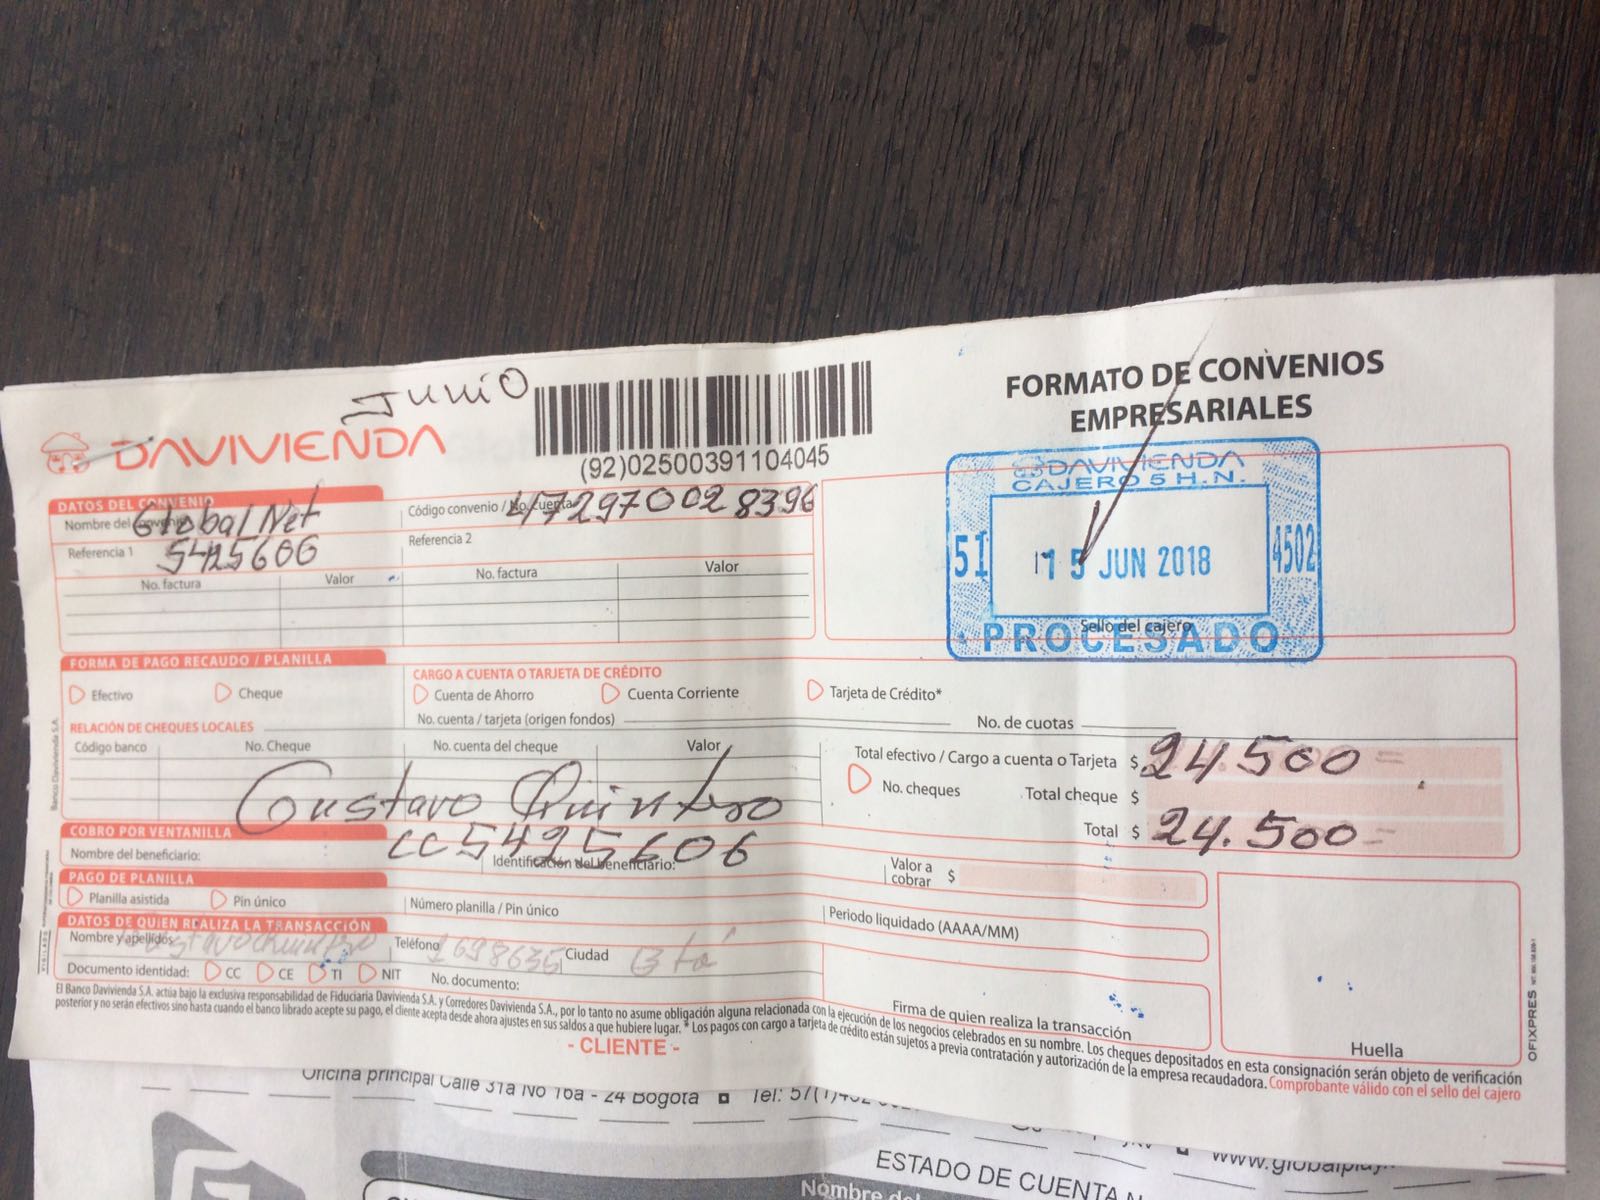 Junio
DAVIVIENDA
(92)02500391104045
FORMATO DE CONVENIOS
EMPRESARIALES
DATOS DEL CONVENIO
Nombre del convenio Global Net
Código convenio / No. Cuenta 472970028396
Referencia 1 5425606
Referencia 2
No. factura Valor No. factura Valor
DAVIVIENDA
CAJERO 5 H.N.
51 15 JUN 2018 4502
Sello del cajero
PROCESADO
FORMA DE PAGO RECAUDO / PLANILLA
Efectivo Cheque
CARGO A CUENTA O TARJETA DE CRÉDITO
Cuenta de Ahorro Cuenta Corriente Tarjeta de Crédito*
No. cuenta / tarjeta (origen fondos) No. de cuotas
RELACIÓN DE CHEQUES LOCALES
Código banco No. Cheque No. cuenta del cheque Valor
Total efectivo / Cargo a cuenta o Tarjeta $ 24.500=
No. cheques Total cheque $
Total $ 24.500=
Gustavo Quintero
CC 5425606
COBRO POR VENTANILLA
Nombre del beneficiario: Identificación del beneficiario:
Valor a cobrar $
PAGO DE PLANILLA
Planilla asistida Pin único Número planilla / Pin único
Periodo liquidado (AAAA/MM)
DATOS DE QUIEN REALIZA LA TRANSACCIÓN
Nombre y apellidos Gustavo Quintero Teléfono 1698635 Ciudad Bta
Documento identidad: CC CE TI NIT No. documento:
Firma de quien realiza la transacción
Huella
El Banco Davivienda S.A. actúa bajo la exclusiva responsabilidad de Fiduciaria Davivienda S.A. y Corredores Davivienda S.A., por lo tanto no asume obligación alguna relacionada con la ejecución de los negocios celebrados en su nombre. Los cheques depositados en esta consignación serán objeto de verificación
posterior y no serán efectivos sino hasta cuando el banco librado acepte su pago, el cliente acepta desde ahora ajustes en sus saldos a que hubiere lugar. * Los pagos con cargo a tarjeta de crédito están sujetos a previa contratación y autorización de la empresa recaudadora. Comprobante válido con el sello del cajero
- CLIENTE -
Banco Davivienda S.A.
VIGILADO
OFIXPRES
Oficina principal Calle 31a No 16a - 24 Bogotá Tel: 57(1)
ESTADO DE CUENTA
Nombre